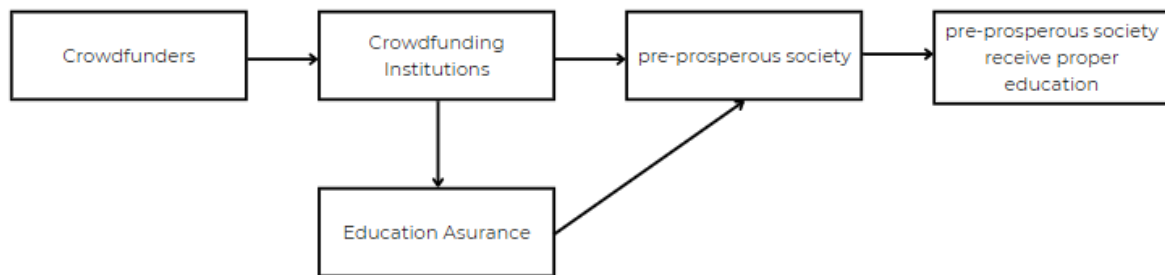 Crowdfunders
Crowdfunding
Institutions
pre-prosperous society
pre-prosperous society
receive proper
education
Education Asurance